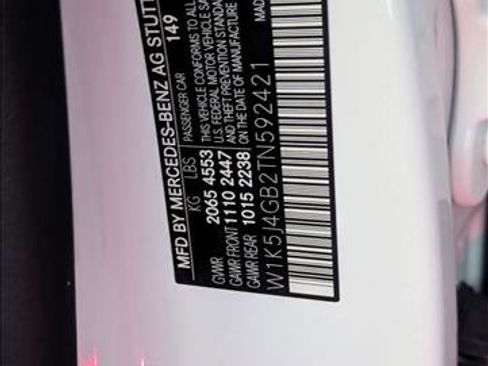 MFD BY MERCEDES-BENZ AG STUTT
149
KG LBS
PASSENGER CAR
GVWR 2065 4553
THIS VEHICLE CONFORMS TO ALL
U.S. FEDERAL MOTOR VEHICLE SA
GAWR FRONT 1110 2447
AND THEFT PREVENTION STANDA
GAWR REAR 1015 2238
ON THE DATE OF MANUFACTURE
MAD
W1K5J4GB2TN592421